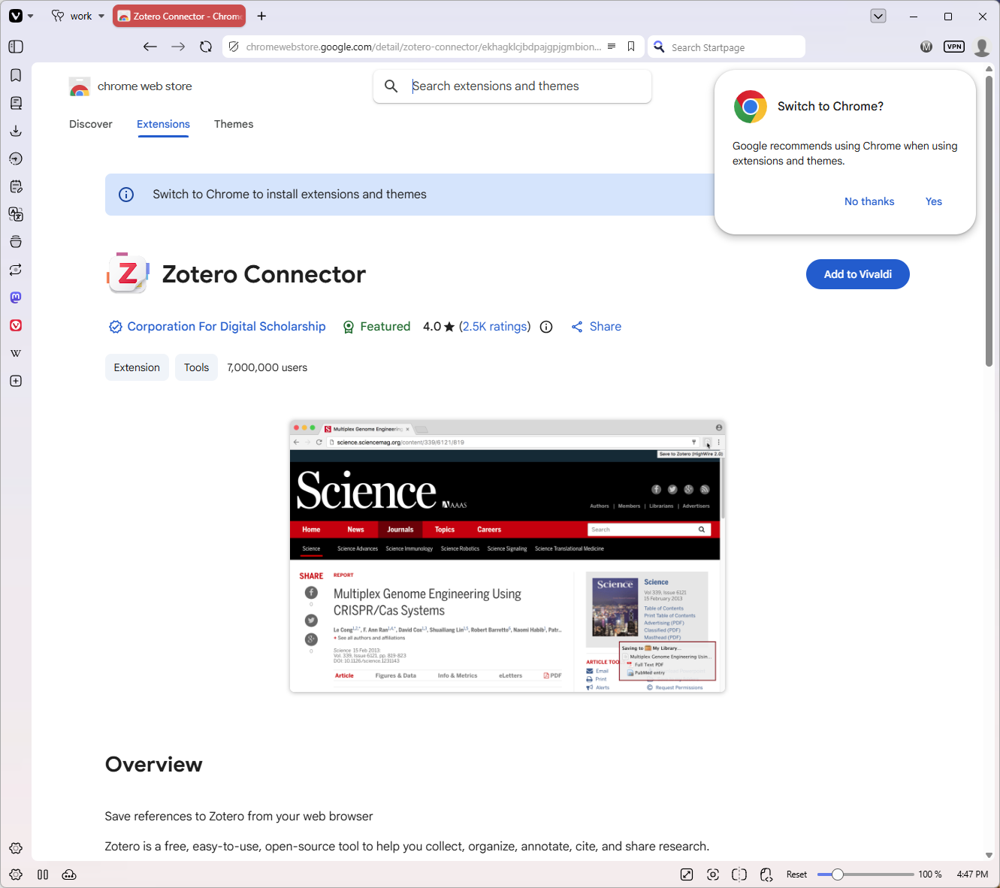 work
Zotero Connector - Chrom
chromewebstore.google.com/detail/zotero-connector/ekhagklcjbdpajgpjgmbion...
Search Startpage
VPN
chrome web store
Search extensions and themes
Discover
Extensions
Themes
Switch to Chrome?
Google recommends using Chrome when using
extensions and themes.
No thanks
Yes
Switch to Chrome to install extensions and themes
Zotero Connector
Add to Vivaldi
Corporation For Digital Scholarship
Featured
4.0 ★ (2.5K ratings)
Share
Extension
Tools
7,000,000 users
Multiplex Genome Engineering
science.sciencemag.org/content/339/6121/819
Save to Zotero (HighWire 2.0)
Science
AAAS
Authors | Members | Librarians | Advertisers
Home
News
Journals
Topics
Careers
Search
Science
Science Advances
Science Immunology
Science Robotics
Science Signaling
Science Translational Medicine
SHARE
0
0
REPORT
Multiplex Genome Engineering Using
CRISPR/Cas Systems
Le Cong1,2,*, F. Ann Ran1,4,*, David Cox1,3, Shuailiang Lin1,5, Robert Barretto6, Naomi Habib1, Patr...
+ See all authors and affiliations
Science 15 Feb 2013:
Vol. 339, Issue 6121, pp. 819-823
DOI: 10.1126/science.1231143
Article
Figures & Data
Info & Metrics
eLetters
PDF
Science
Science
Vol 339, Issue 6121
15 February 2013
Table of Contents
Print Table of Contents
Advertising (PDF)
Classified (PDF)
Masthead (PDF)
Saving to My Library...
Multiplex Genome Engineering Usin...
Full Text PDF
PubMed entry
ARTICLE TOO
Email
Print
Alerts
Request Permissions
Overview
Save references to Zotero from your web browser
Zotero is a free, easy-to-use, open-source tool to help you collect, organize, annotate, cite, and share research.
Reset
100 %
4:47 PM